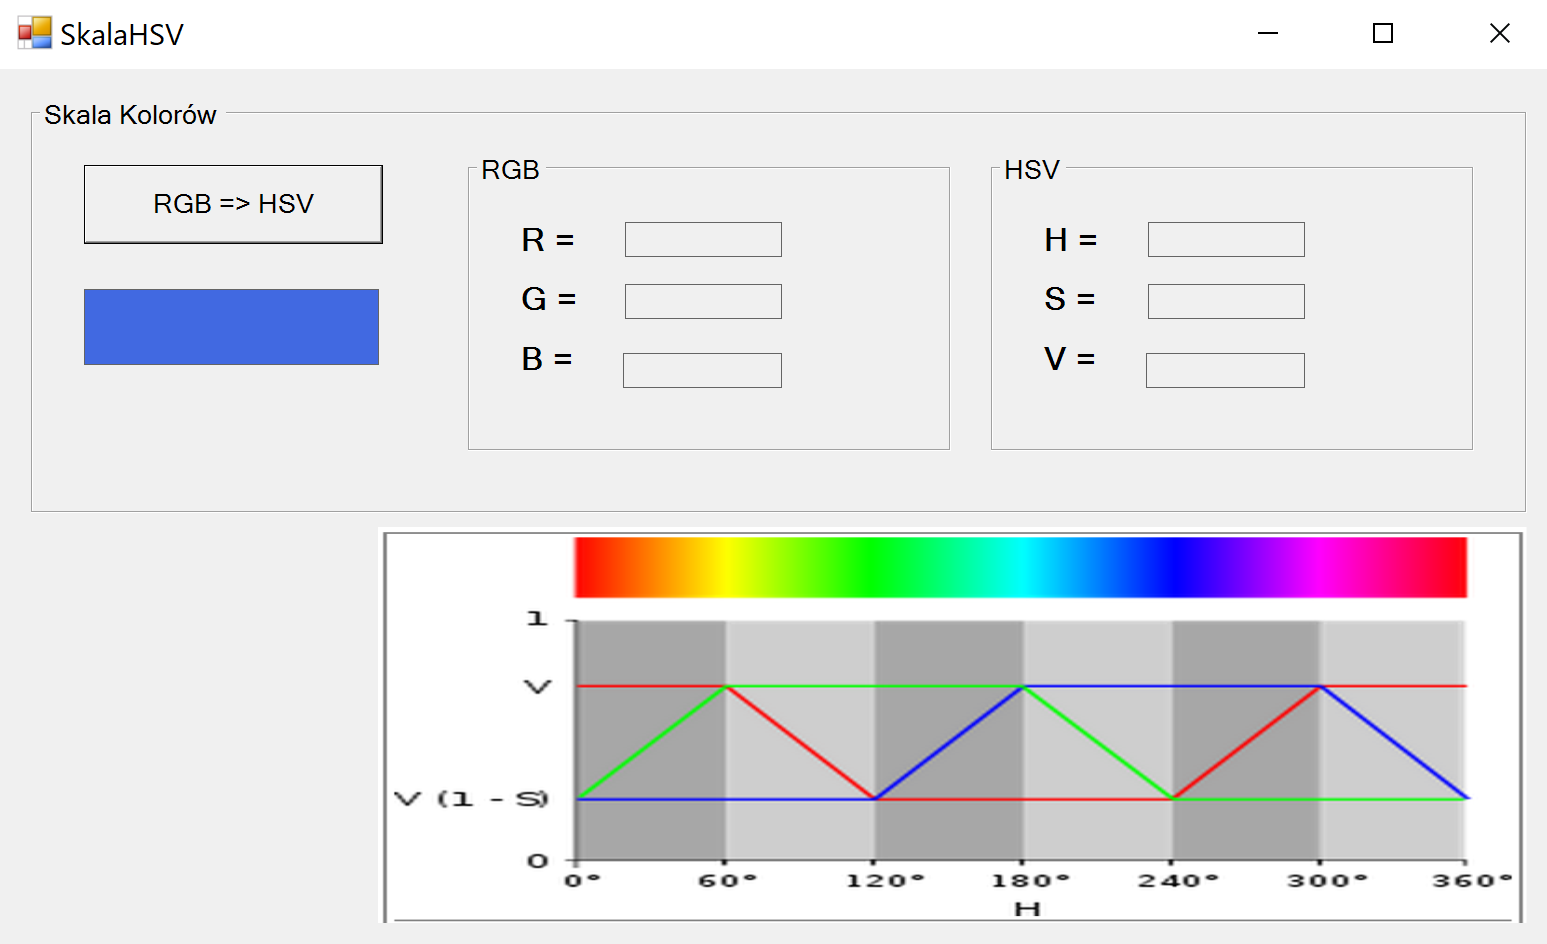 SkalaHSV
Skala Kolorów
RGB => HSV
RGB
R =
G =
B =
HSV
H =
S =
V =
1
V
V (1 - S)
0
0° 60° 120° 180° 240° 300° 360°
H